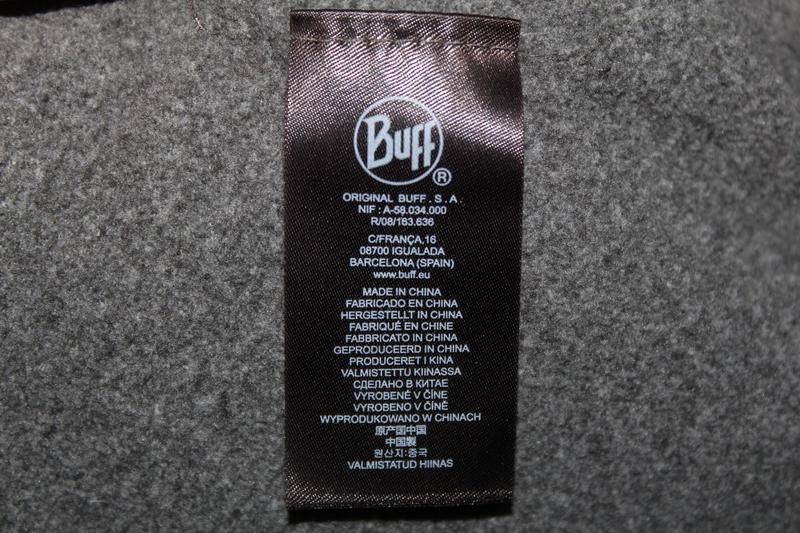 BUFF
®
ORIGINAL BUFF . S . A .
NIF : A-58.034.000
R/08/163.636
C/FRANÇA,16
08700 IGUALADA
BARCELONA (SPAIN)
www.buff.eu
MADE IN CHINA
FABRICADO EN CHINA
HERGESTELLT IN CHINA
FABRIQUÉ EN CHINE
FABBRICATO IN CHINA
GEPRODUCEERD IN CHINA
PRODUCERET I KINA
VALMISTETTU KIINASSA
СДЕЛАНО В КИТАЕ
VYROBENÉ V ČÍNE
VYROBENO V ČÍNĚ
WYPRODUKOWANO W CHINACH
原产国中国
中国製
원산지:중국
VALMISTATUD HIINAS